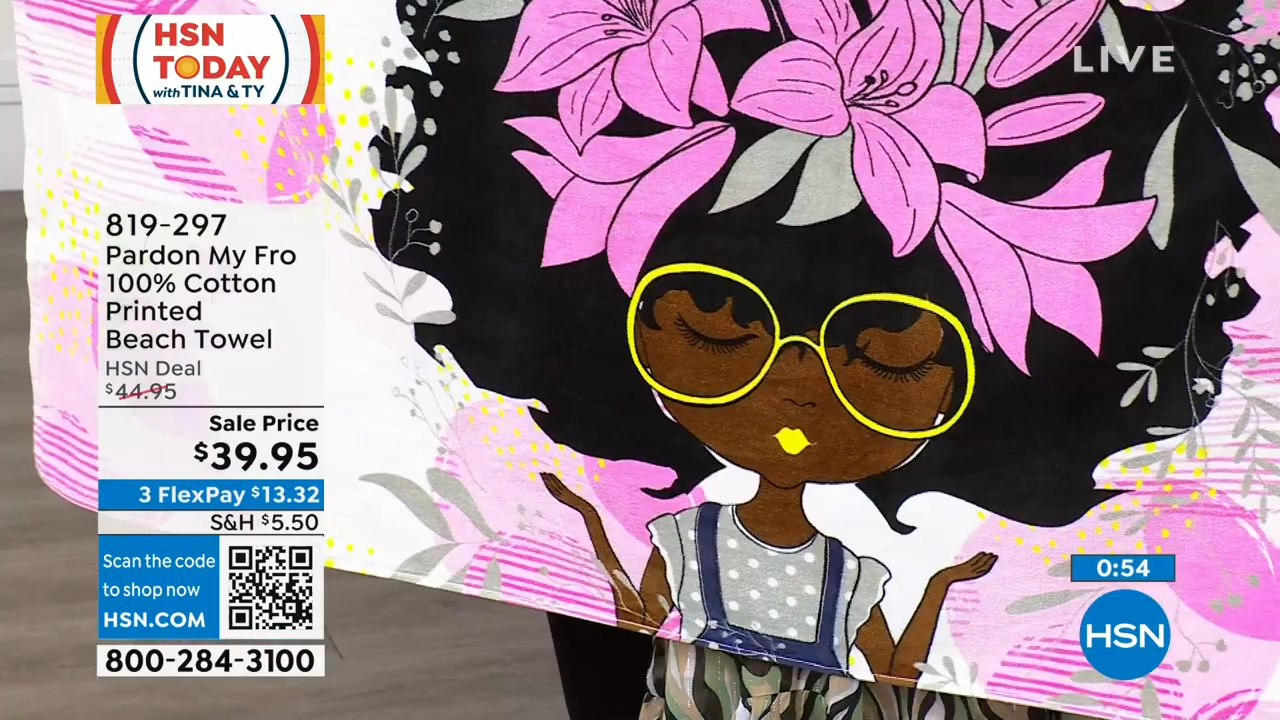 HSN
TODAY
with TINA & TY
LIVE
819-297
Pardon My Fro
100% Cotton
Printed
Beach Towel
HSN Deal
$44.95
Sale Price
$39.95
3 FlexPay $13.32
S&H $5.50
Scan the code
to shop now
HSN.COM
800-284-3100
0:54
HSN